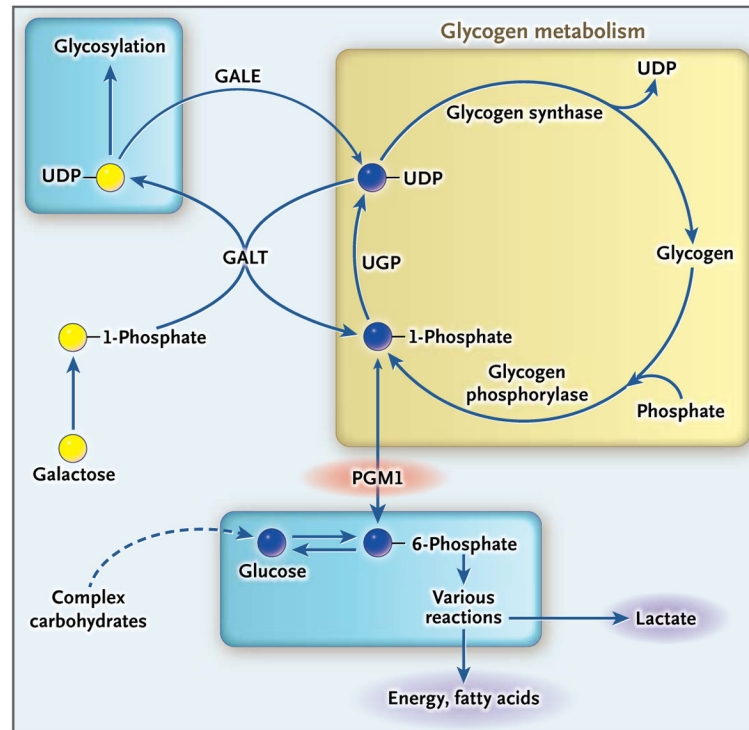 Glycogen metabolism
Glycosylation
GALE
UDP
Glycogen synthase
UDP
UDP
GALT
UGP
Glycogen
1-Phosphate
1-Phosphate
Glycogen
phosphorylase
Phosphate
Galactose
PGM1
6-Phosphate
Glucose
Complex
carbohydrates
Various
reactions
Lactate
Energy, fatty acids